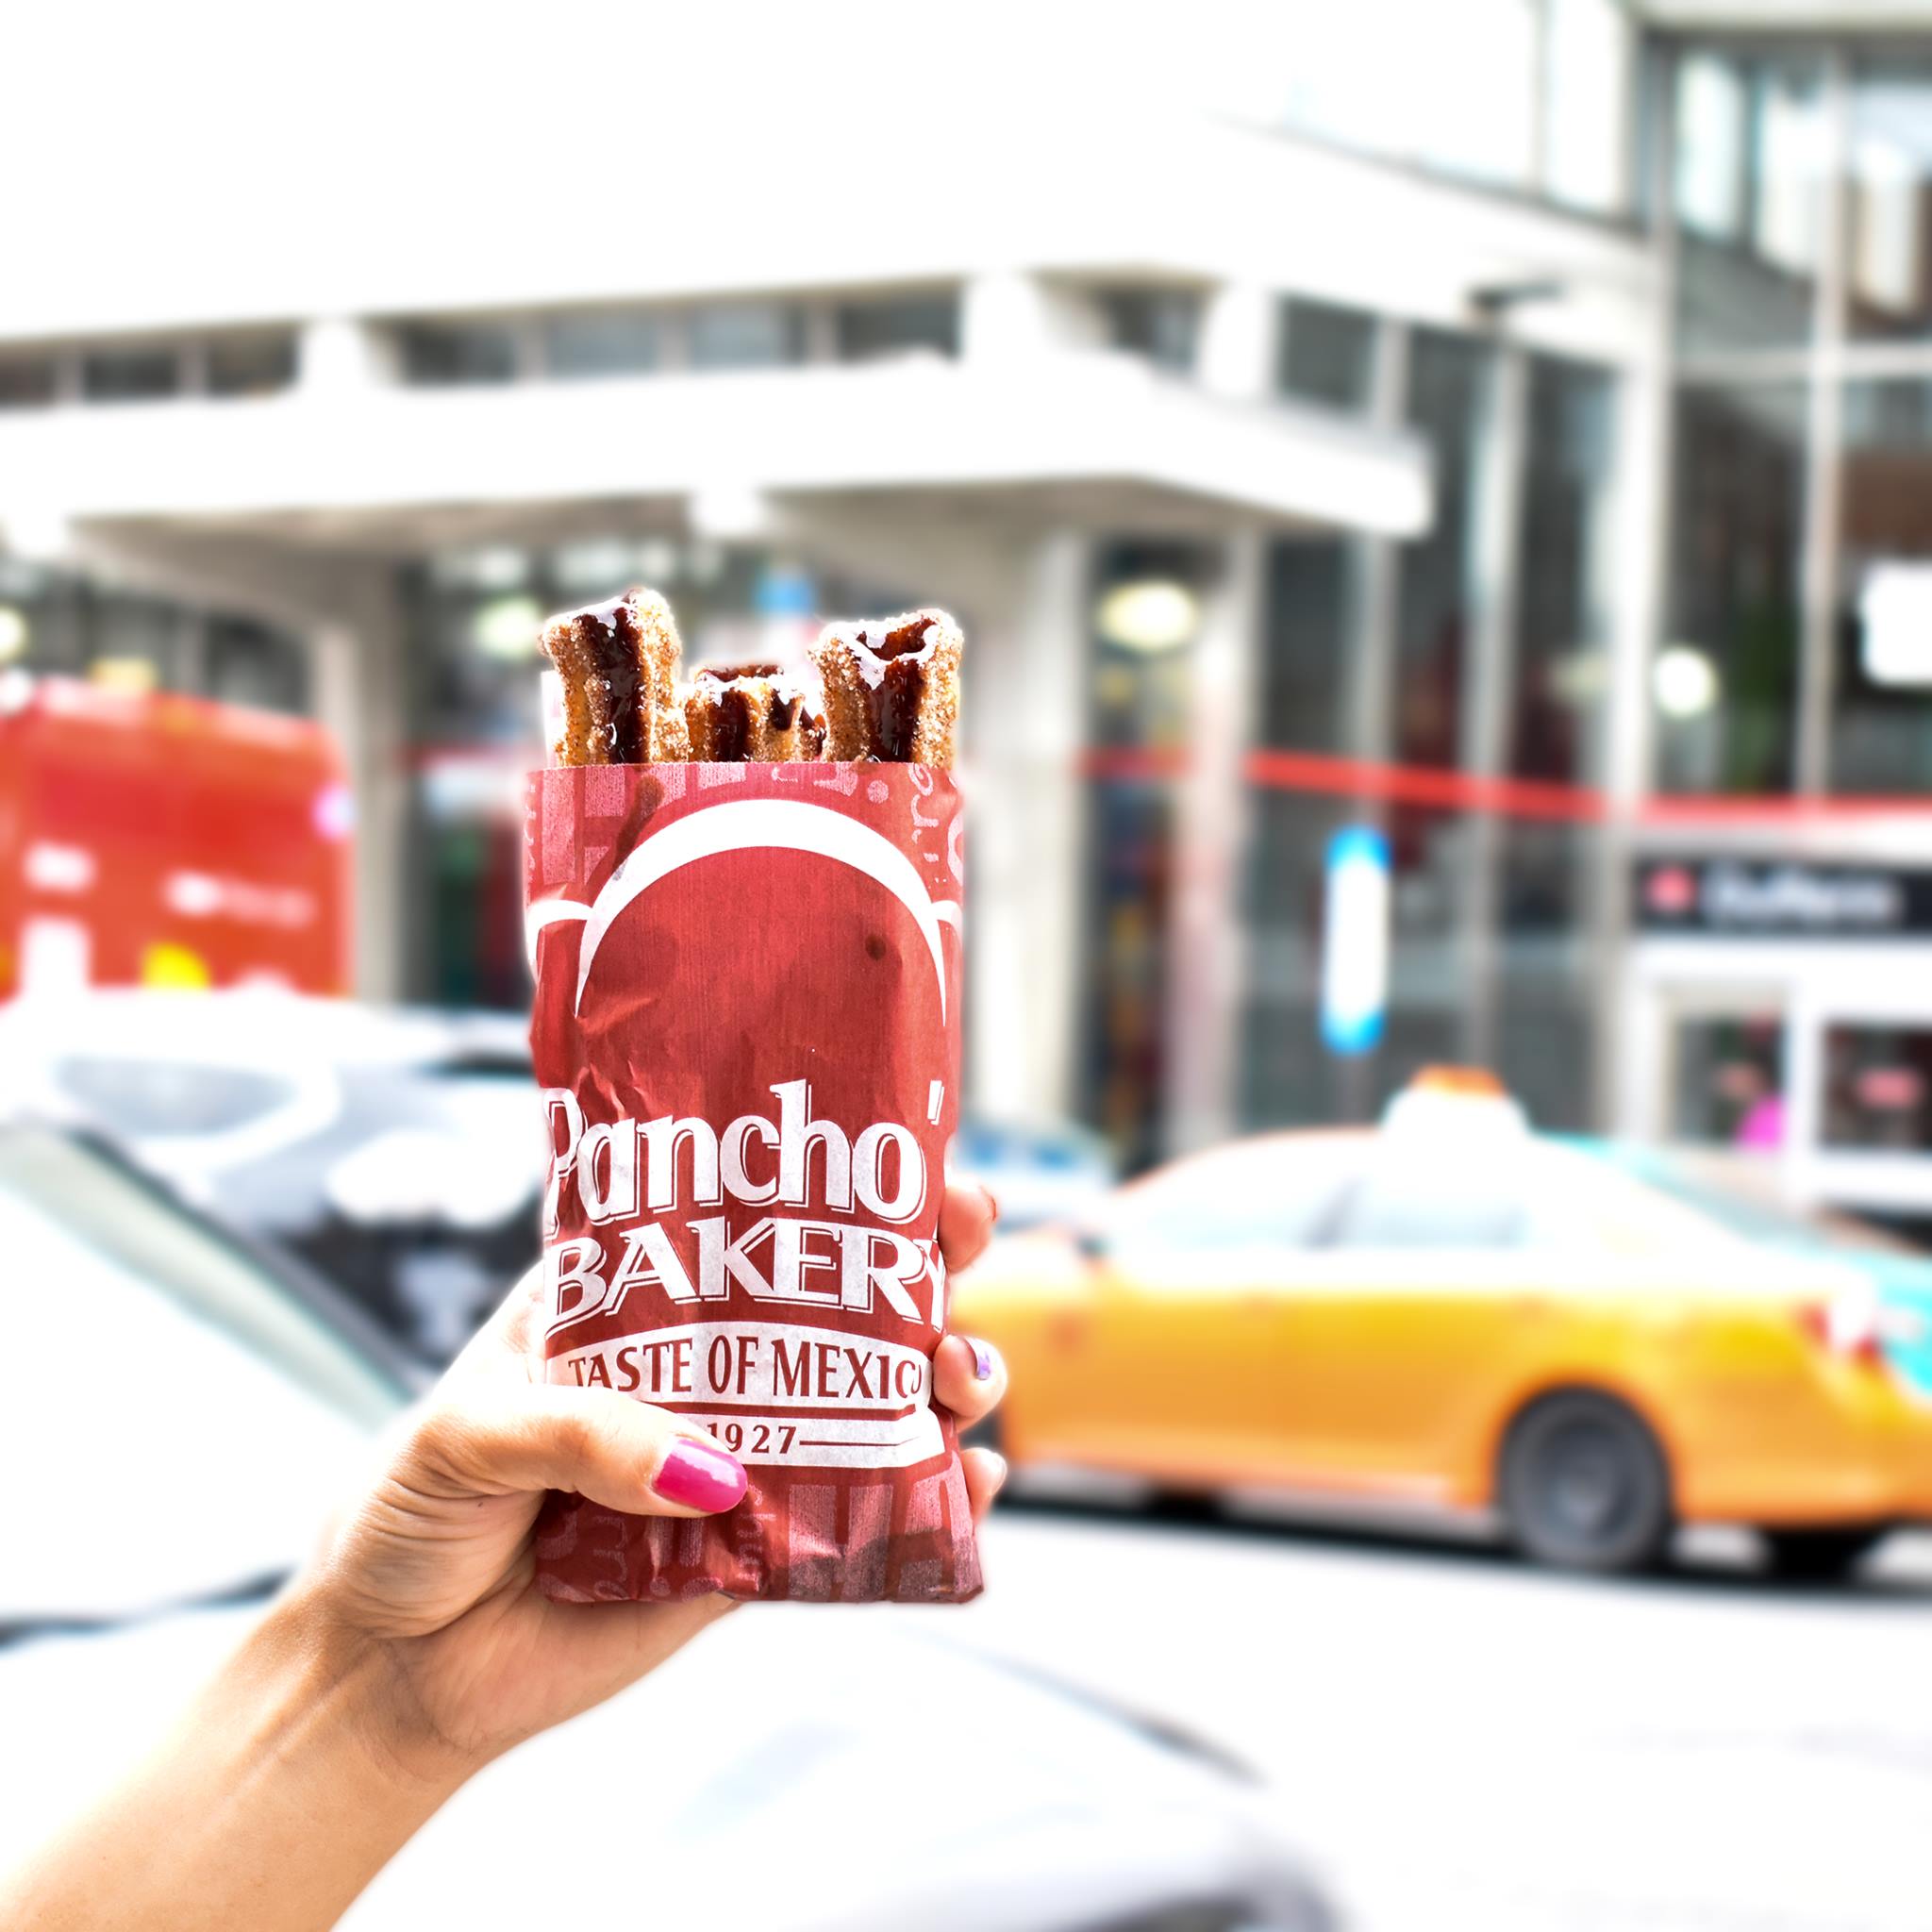 Pancho'
BAKERY
TASTE OF MEXICO
1927